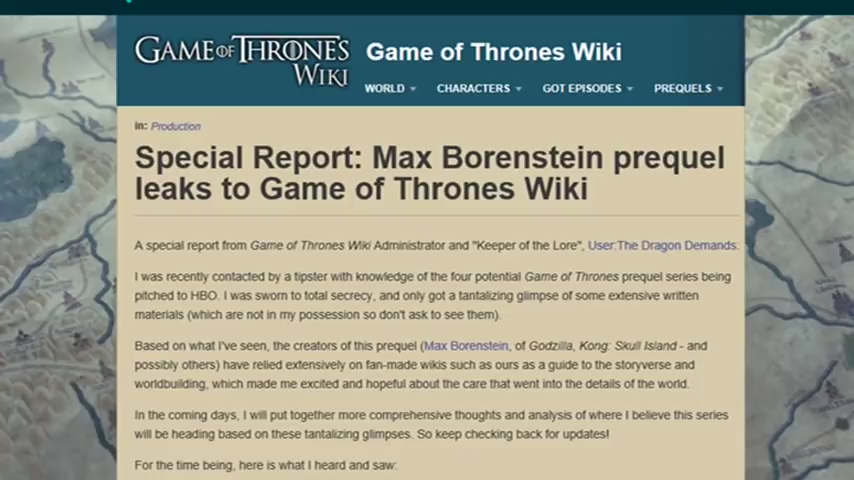 GAME OF THRONES
WIKI
Game of Thrones Wiki
WORLD CHARACTERS GOT EPISODES PREQUELS
in: Production
Special Report: Max Borenstein prequel
leaks to Game of Thrones Wiki
A special report from Game of Thrones Wiki Administrator and "Keeper of the Lore", User:The Dragon Demands:
I was recently contacted by a tipster with knowledge of the four potential Game of Thrones prequel series being
pitched to HBO. I was sworn to total secrecy, and only got a tantalizing glimpse of some extensive written
materials (which are not in my possession so don't ask to see them).
Based on what I've seen, the creators of this prequel (Max Borenstein, of Godzilla, Kong: Skull Island - and
possibly others) have relied extensively on fan-made wikis such as ours as a guide to the storyverse and
worldbuilding, which made me excited and hopeful about the care that went into the details of the world.
In the coming days, I will put together more comprehensive thoughts and analysis of where I believe this series
will be heading based on these tantalizing glimpses. So keep checking back for updates!
For the time being, here is what I heard and saw: